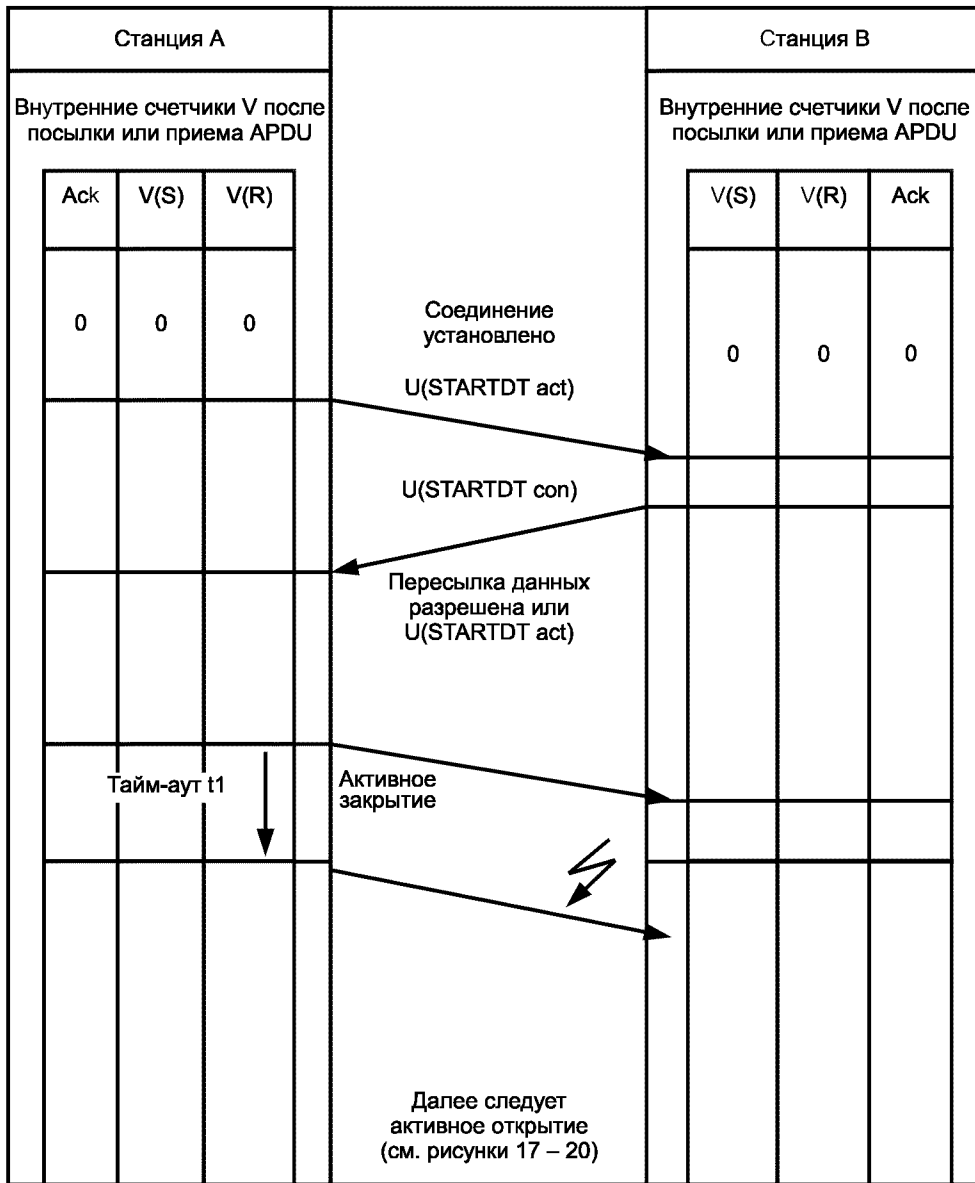 Станция A
Станция B
Внутренние счетчики V после
посылки или приема APDU
Внутренние счетчики V после
посылки или приема APDU
Ack V(S) V(R)
V(S) V(R) Ack
0 0 0
Соединение
установлено
0 0 0
U(STARTDT act)
U(STARTDT con)
Пересылка данных
разрешена или
U(STARTDT act)
Тайм-аут t1
Активное
закрытие
Далее следует
активное открытие
(см. рисунки 17 – 20)